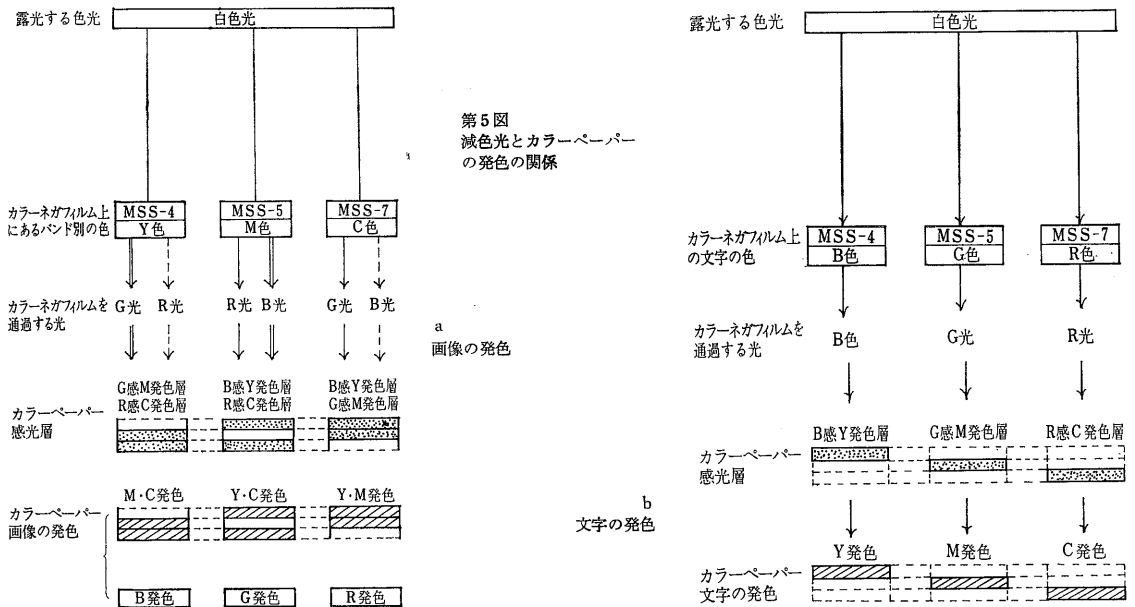 露光する色光
白色光
第5図
減色光とカラーペーパー
の発色の関係
カラーネガフィルム上
にあるバンド別の色
MSS-4 MSS-5 MSS-7
Y色 M色 C色
カラーネガフィルムを
通過する光
G光 R光 R光 B光 G光 B光
a
画像の発色
G感M発色層 B感Y発色層 B感Y発色層
R感C発色層 R感C発色層 G感M発色層
カラーペーパー
感光層
M・C発色 Y・C発色 Y・M発色
カラーペーパー
画像の発色
B発色 G発色 R発色
露光する色光
白色光
カラーネガフィルム上
の文字の色
MSS-4 MSS-5 MSS-7
B色 G色 R色
カラーネガフィルムを
通過する光
B色 G光 R光
B感Y発色層 G感M発色層 R感C発色層
カラーペーパー
感光層
b
文字の発色
Y発色 M発色 C発色
カラーペーパー
文字の発色